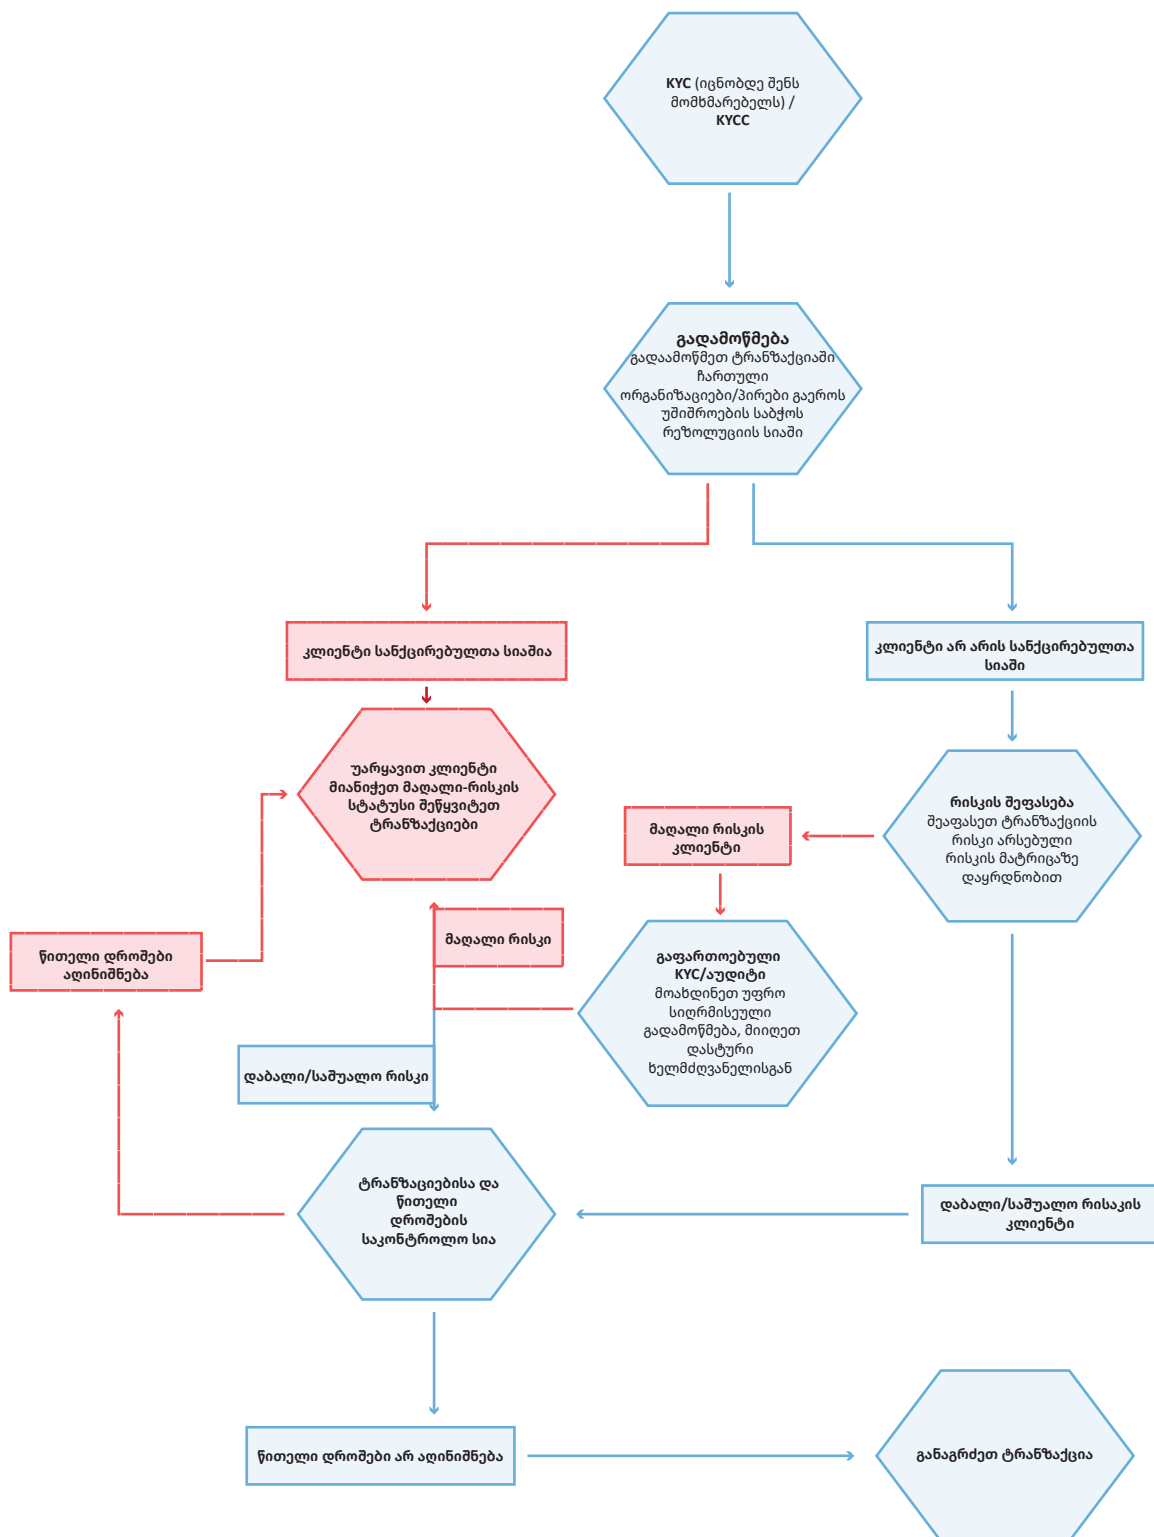 KYC (იცნობდე შენს
მომხმარებელს) /
KYCC
გადამოწმება
გადაამოწმეთ ტრანზაქციაში
ჩართული
ორგანიზაციები/პირები გაეროს
უშიშროების საბჭოს
რეზოლუციის სიაში
კლიენტი სანქცირებულთა სიაშია
კლიენტი არ არის სანქცირებულთა
სიაში
უარყავით კლიენტი
მიანიჭეთ მაღალი-რისკის
სტატუსი შეწყვიტეთ
ტრანზაქციები
რისკის შეფასება
შეაფასეთ ტრანზაქციის
რისკი არსებული
რისკის მატრიცაზე
დაყრდნობით
მაღალი რისკის
კლიენტი
წითელი დროშები
აღინიშნება
მაღალი რისკი
გაფართოებული
KYC/აუდიტი
მოახდინეთ უფრო
სიღრმისეული
გადამოწმება, მიიღეთ
დასტური
ხელმძღვანელისგან
დაბალი/საშუალო რისკი
ტრანზაციებისა და
წითელი
დროშების
საკონტროლო სია
დაბალი/საშუალო რისაკის
კლიენტი
წითელი დროშები არ აღინიშნება
განაგრძეთ ტრანზაქცია